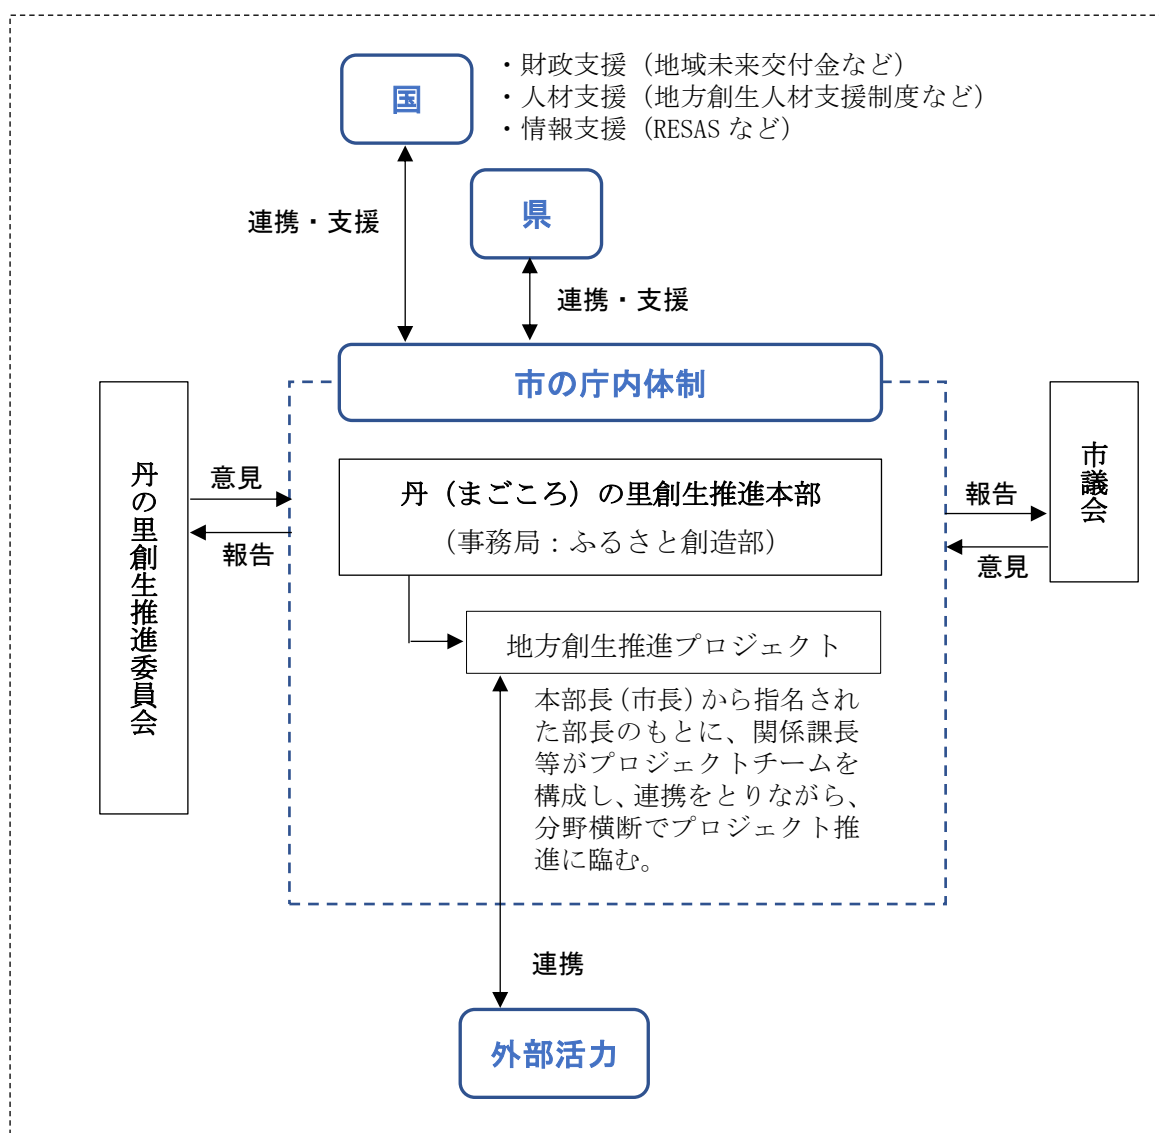 国
・財政支援（地域未来交付金など）
・人材支援（地方創生人材支援制度など）
・情報支援（RESAS など）
県
連携・支援
連携・支援
市の庁内体制
丹の里創生推進委員会
意見
報告
丹（まごころ）の里創生推進本部
（事務局：ふるさと創造部）
市議会
報告
意見
地方創生推進プロジェクト
本部長（市長）から指名され
た部長のもとに、関係課長
等がプロジェクトチームを
構成し、連携をとりながら、
分野横断でプロジェクト推
進に臨む。
連携
外部活力